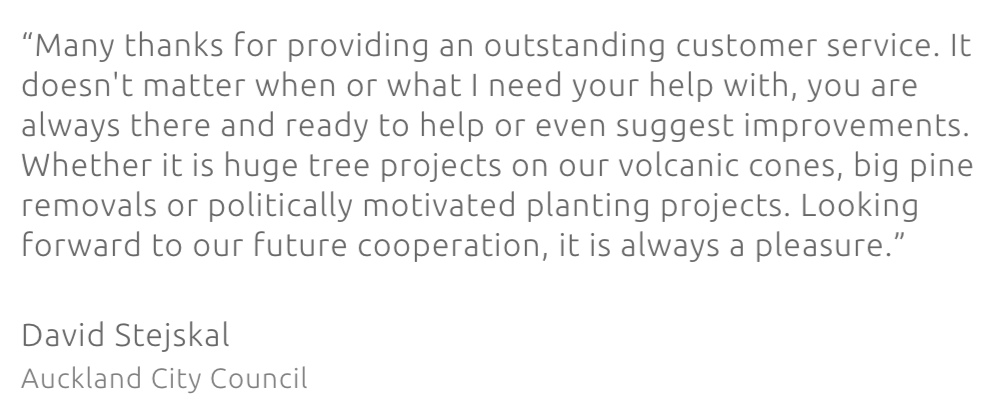 “Many thanks for providing an outstanding customer service. It
doesn't matter when or what I need your help with, you are
always there and ready to help or even suggest improvements.
Whether it is huge tree projects on our volcanic cones, big pine
removals or politically motivated planting projects. Looking
forward to our future cooperation, it is always a pleasure.”
David Stejskal
Auckland City Council